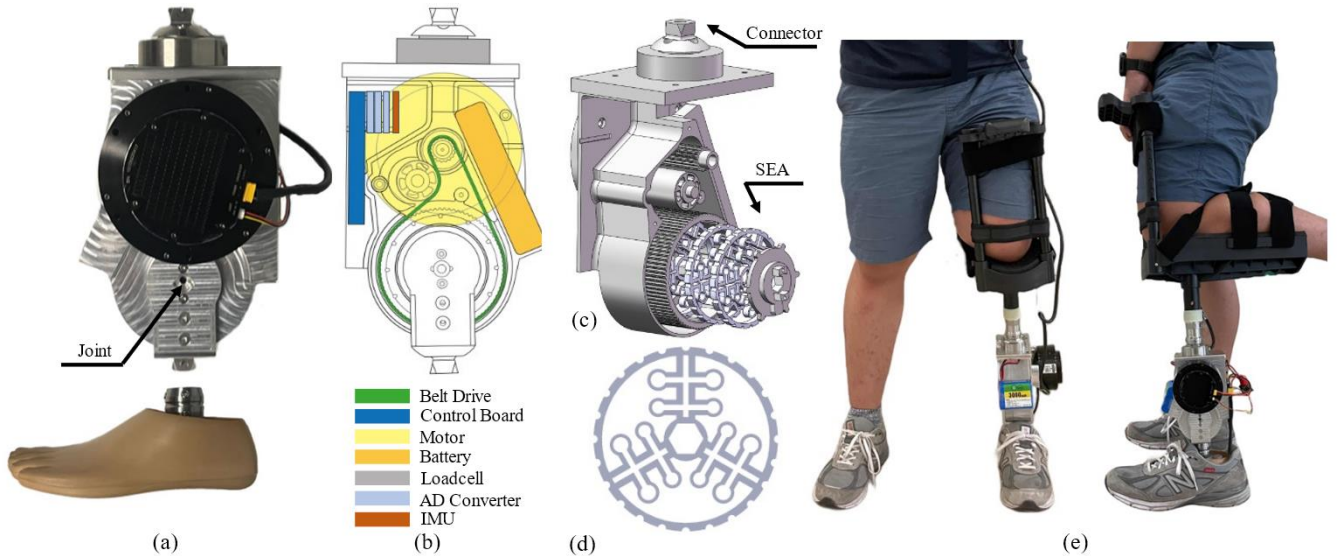 Connector
SEA
Joint
(c)
Belt Drive
Control Board
Motor
Battery
Loadcell
AD Converter
IMU
(a)
(b)
(d)
(e)